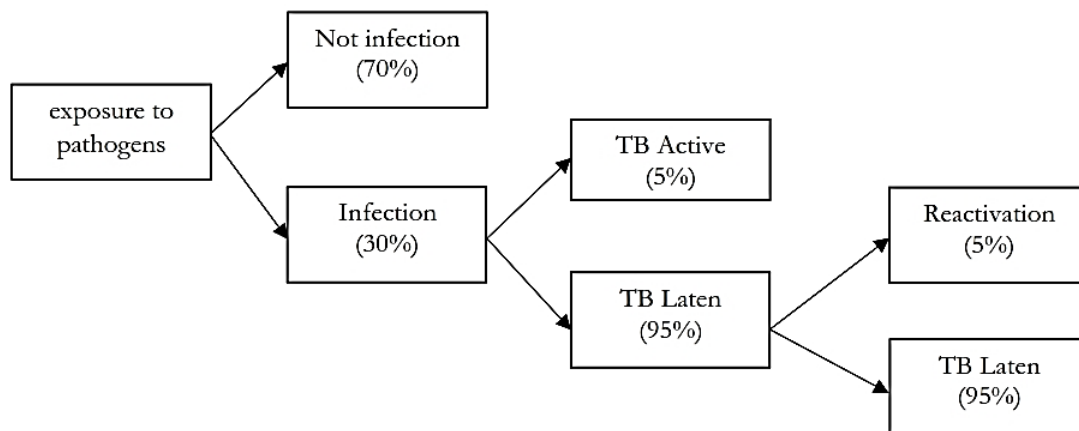 Not infection
(70%)
exposure to
pathogens
TB Active
(5%)
Infection
(30%)
Reactivation
(5%)
TB Laten
(95%)
TB Laten
(95%)